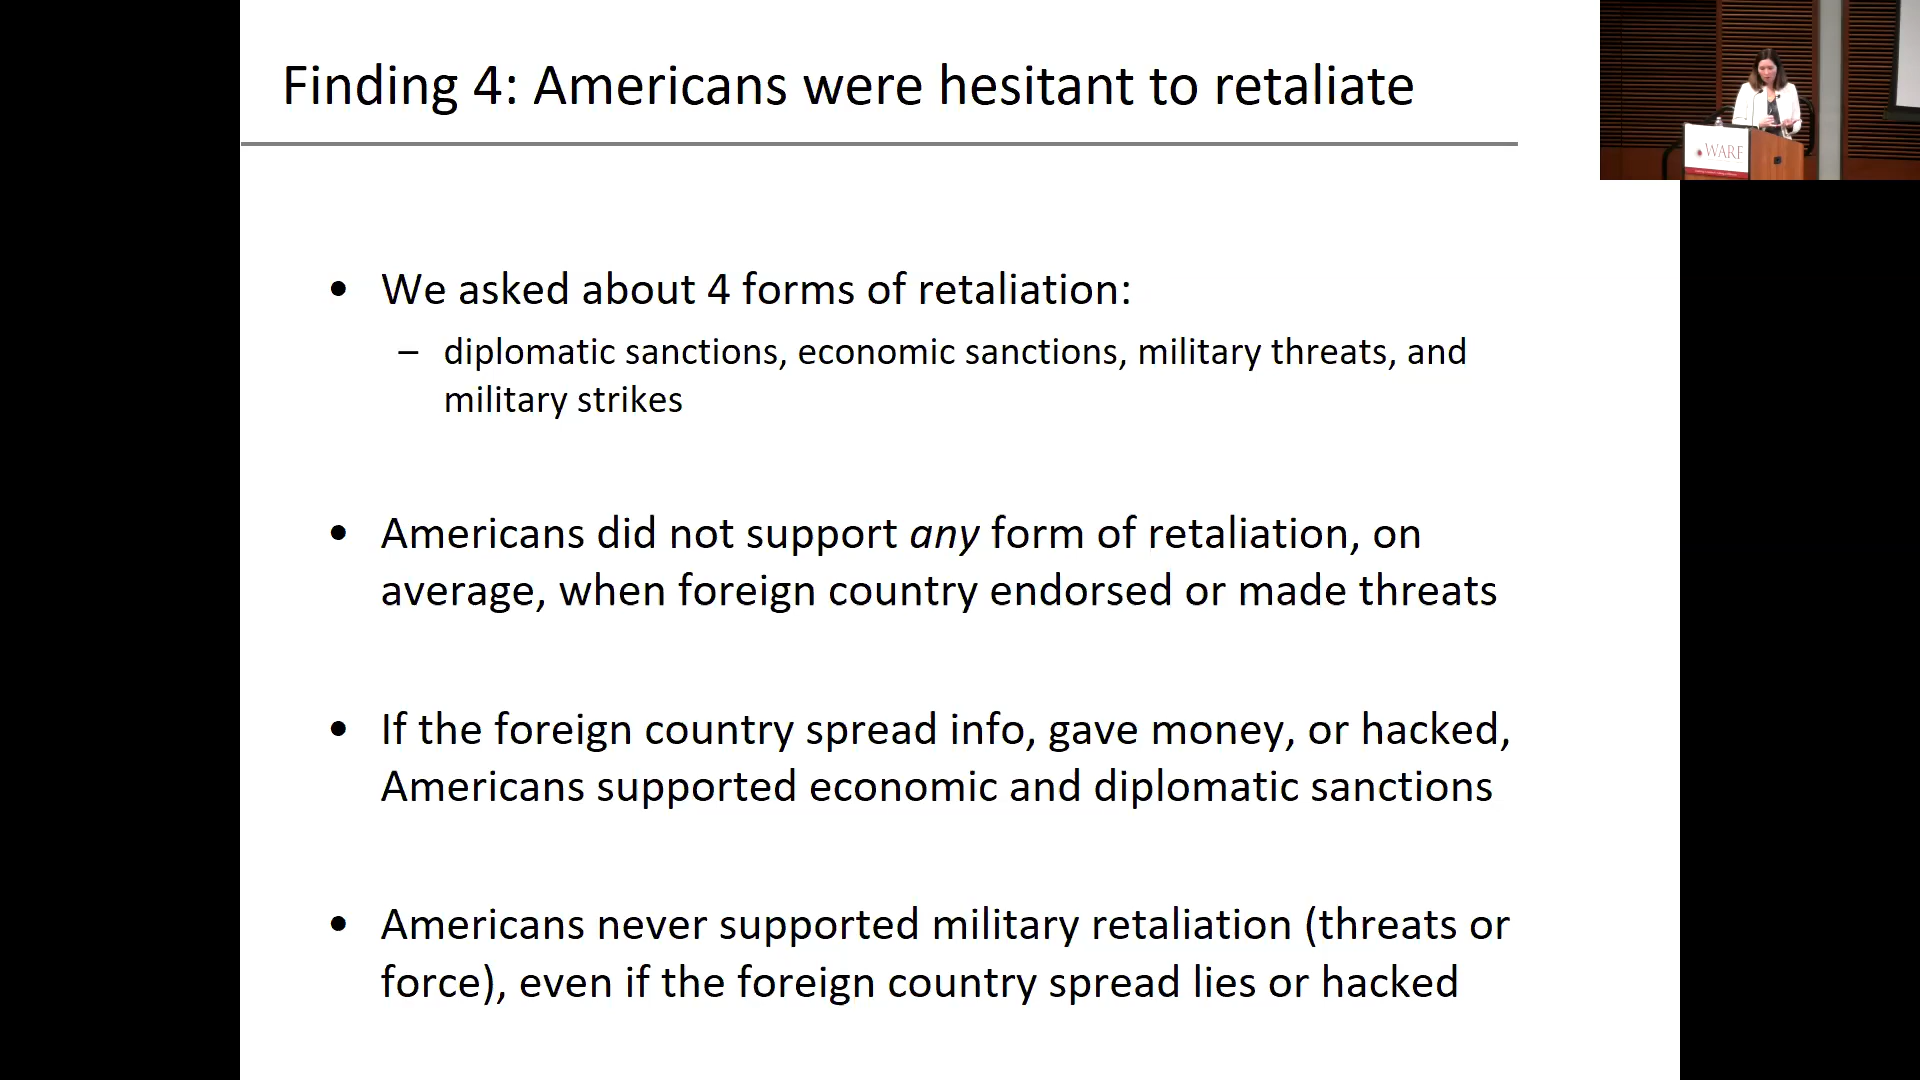 Finding 4: Americans were hesitant to retaliate
WARF
• We asked about 4 forms of retaliation:
– diplomatic sanctions, economic sanctions, military threats, and
military strikes
• Americans did not support any form of retaliation, on
average, when foreign country endorsed or made threats
• If the foreign country spread info, gave money, or hacked,
Americans supported economic and diplomatic sanctions
• Americans never supported military retaliation (threats or
force), even if the foreign country spread lies or hacked